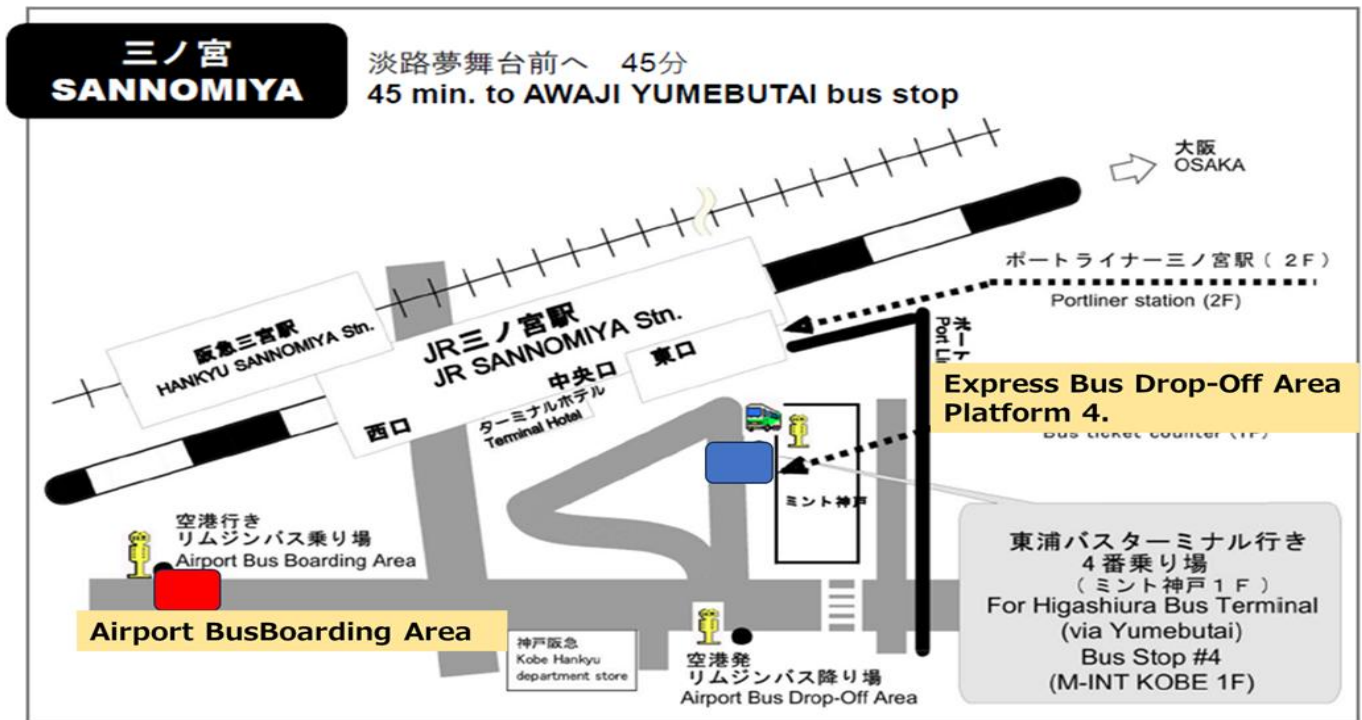 三ノ宮
SANNOMIYA
淡路夢舞台前へ 45分
45 min. to AWAJI YUMEBUTAI bus stop
大阪
OSAKA
ポートライナー三ノ宮駅（ 2F）
Portliner station (2F)
阪急三宮駅
HANKYU SANNOMIYA Stn.
JR三ノ宮駅
JR SANNOMIYA Stn.
東口
中央口
西口
ターミナルホテル
Terminal Hotel
Express Bus Drop-Off Area
Platform 4.
Bus ticket counter (1F)
ミント神戸
空港行き
リムジンバス乗り場
Airport Bus Boarding Area
Airport BusBoarding Area
東浦バスターミナル行き
4番乗り場
（ミント神戸１Ｆ）
For Higashiura Bus Terminal
(via Yumebutai)
Bus Stop #4
(M-INT KOBE 1F)
神戸阪急
Kobe Hankyu
department store
空港発
リムジンバス降り場
Airport Bus Drop-Off Area